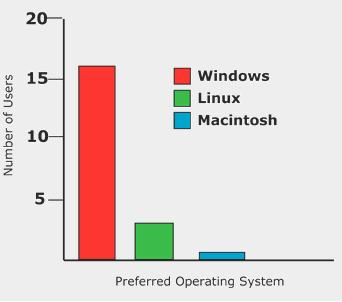 20
15
10
5
Number of Users
Windows
Linux
Macintosh
Preferred Operating System